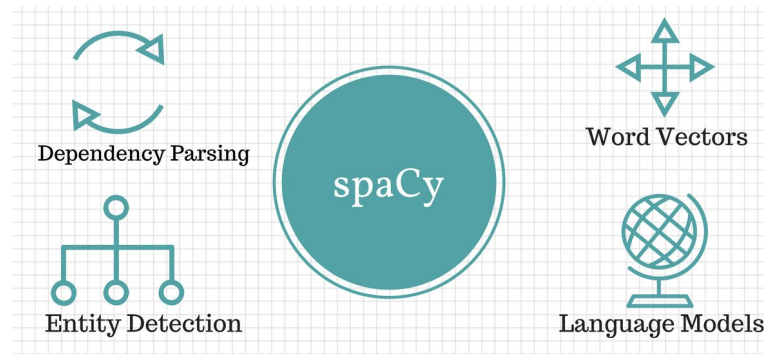 Dependency Parsing
Word Vectors
spaCy
Entity Detection
Language Models